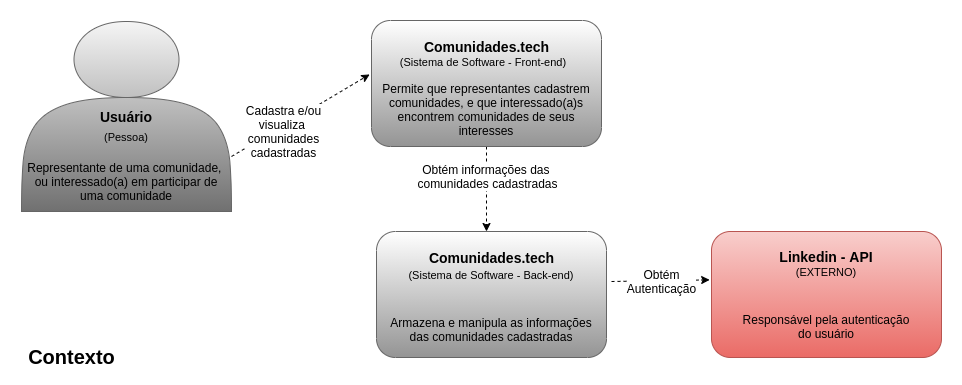 Usuário
(Pessoa)
Representante de uma comunidade,
ou interessado(a) em participar de
uma comunidade
Cadastra e/ou
visualiza
comunidades
cadastradas
Comunidades.tech
(Sistema de Software - Front-end)
Permite que representantes cadastrem
comunidades, e que interessado(a)s
encontrem comunidades de seus
interesses
Obtém informações das
comunidades cadastradas
Comunidades.tech
(Sistema de Software - Back-end)
Armazena e manipula as informações
das comunidades cadastradas
Obtém
Autenticação
Linkedin - API
(EXTERNO)
Responsável pela autenticação
do usuário
Contexto